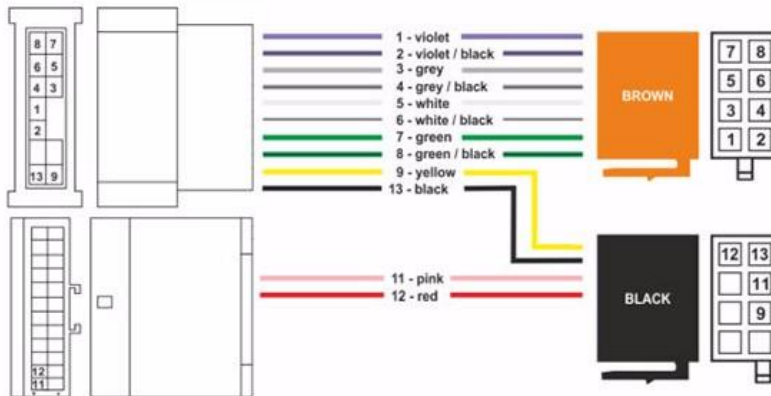 8 7
6 5
4 3
1
2
13 9
1 - violet
2 - violet / black
3 - grey
4 - grey / black
5 - white
6 - white / black
7 - green
8 - green / black
9 - yellow
13 - black
BROWN
7 8
5 6
3 4
1 2
12
11
11 - pink
12 - red
BLACK
12 13
11
9